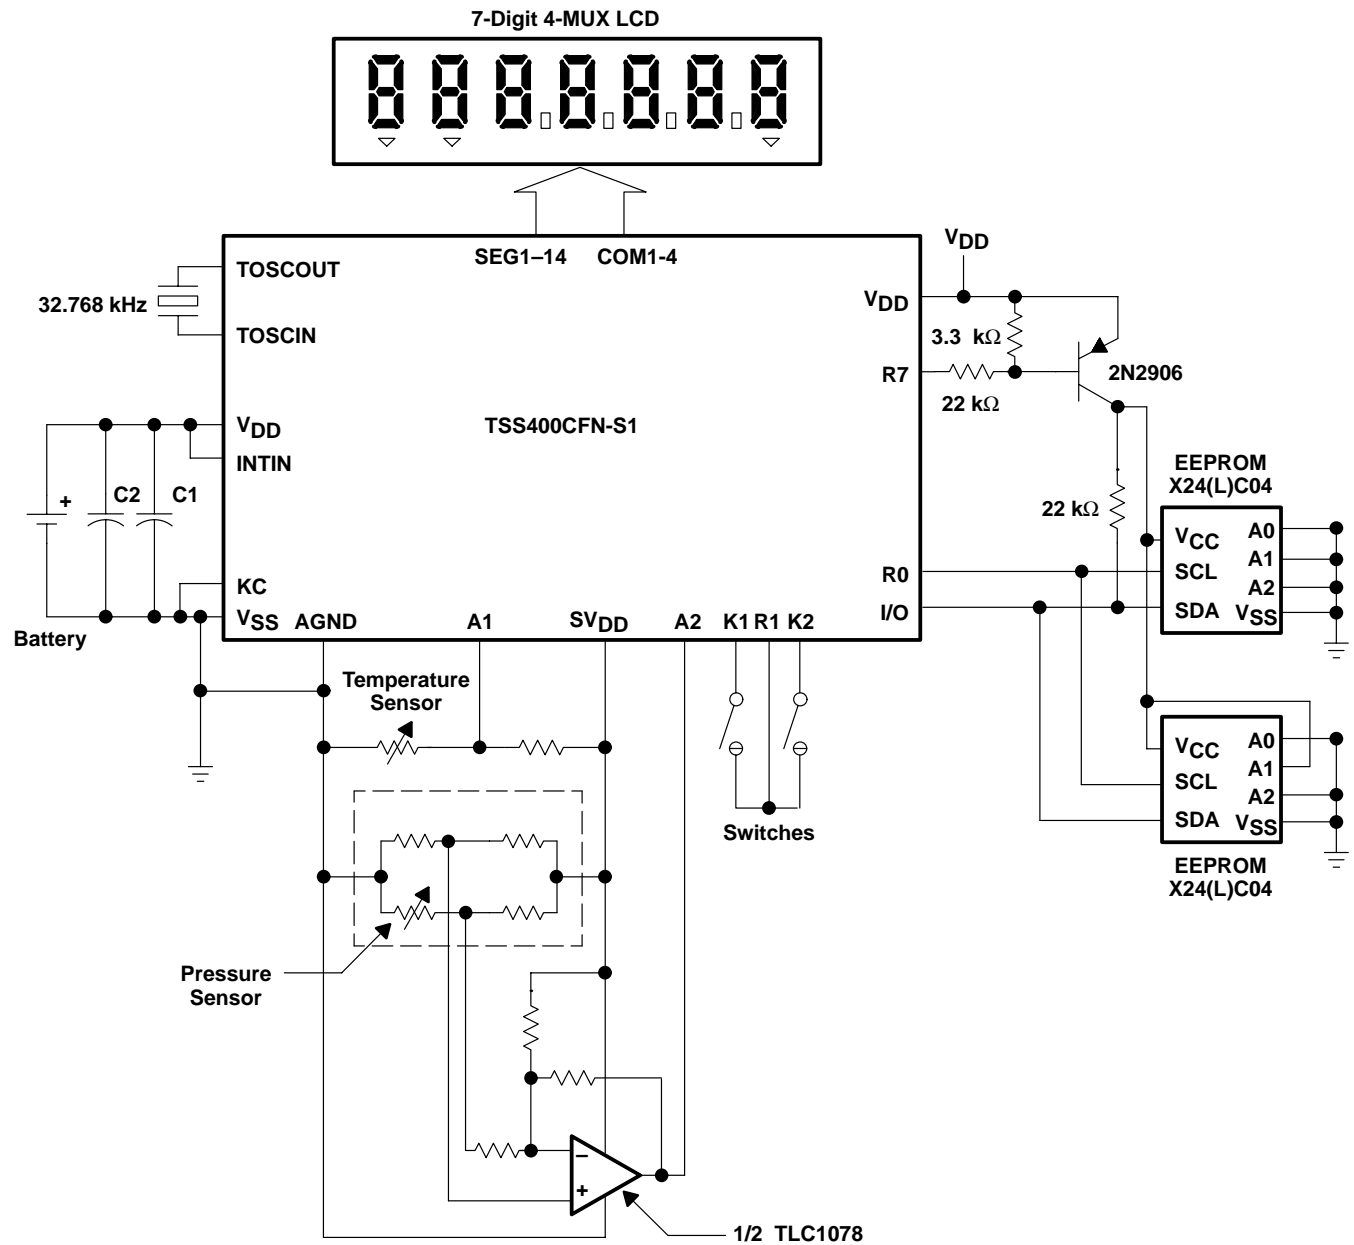 7-Digit 4-MUX LCD
SEG1–14
COM1-4
TOSCOUT
32.768 kHz
TOSCIN
VDD
VDD
3.3 kΩ
R7
22 kΩ
2N2906
VDD
INTIN
TSS400CFN-S1
C2
C1
+
EEPROM
X24(L)C04
22 kΩ
VCC
A0
SCL
A1
A2
SDA
VSS
KC
R0
I/O
VSS
Battery
AGND
A1
SVDD
A2
K1
R1
K2
Temperature
Sensor
VCC
A0
A1
SCL
A2
SDA
VSS
EEPROM
X24(L)C04
Switches
Pressure
Sensor
–
+
1/2 TLC1078